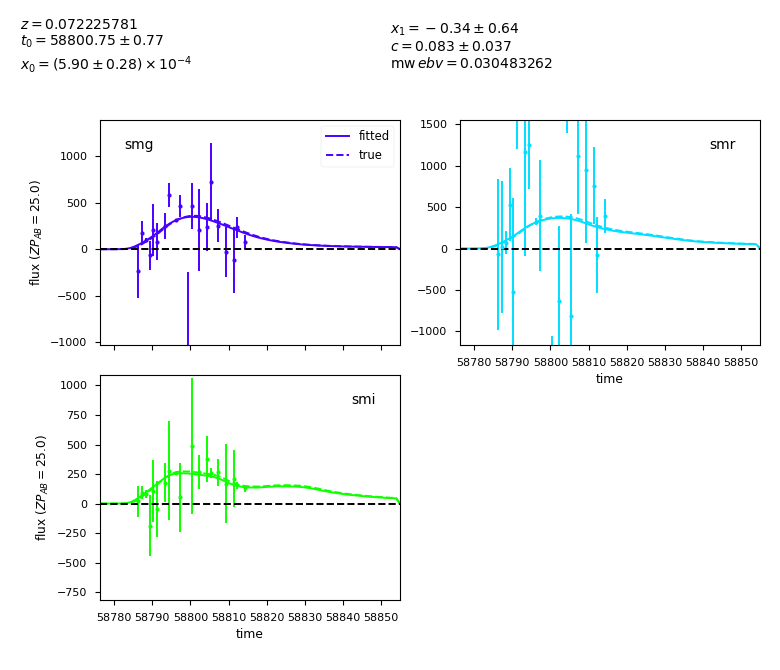 z = 0.072225781
t₀ = 58800.75 ± 0.77
x₀ = (5.90 ± 0.28) × 10⁻⁴
x₁ = −0.34 ± 0.64
c = 0.083 ± 0.037
mw ebv = 0.030483262
smg
fitted
true
1000
500
0
−500
−1000
flux (ZP_AB = 25.0)
smr
1500
1000
500
0
−500
−1000
58780 58790 58800 58810 58820 58830 58840 58850
time
smi
1000
750
500
250
0
−250
−500
−750
flux (ZP_AB = 25.0)
58780 58790 58800 58810 58820 58830 58840 58850
time